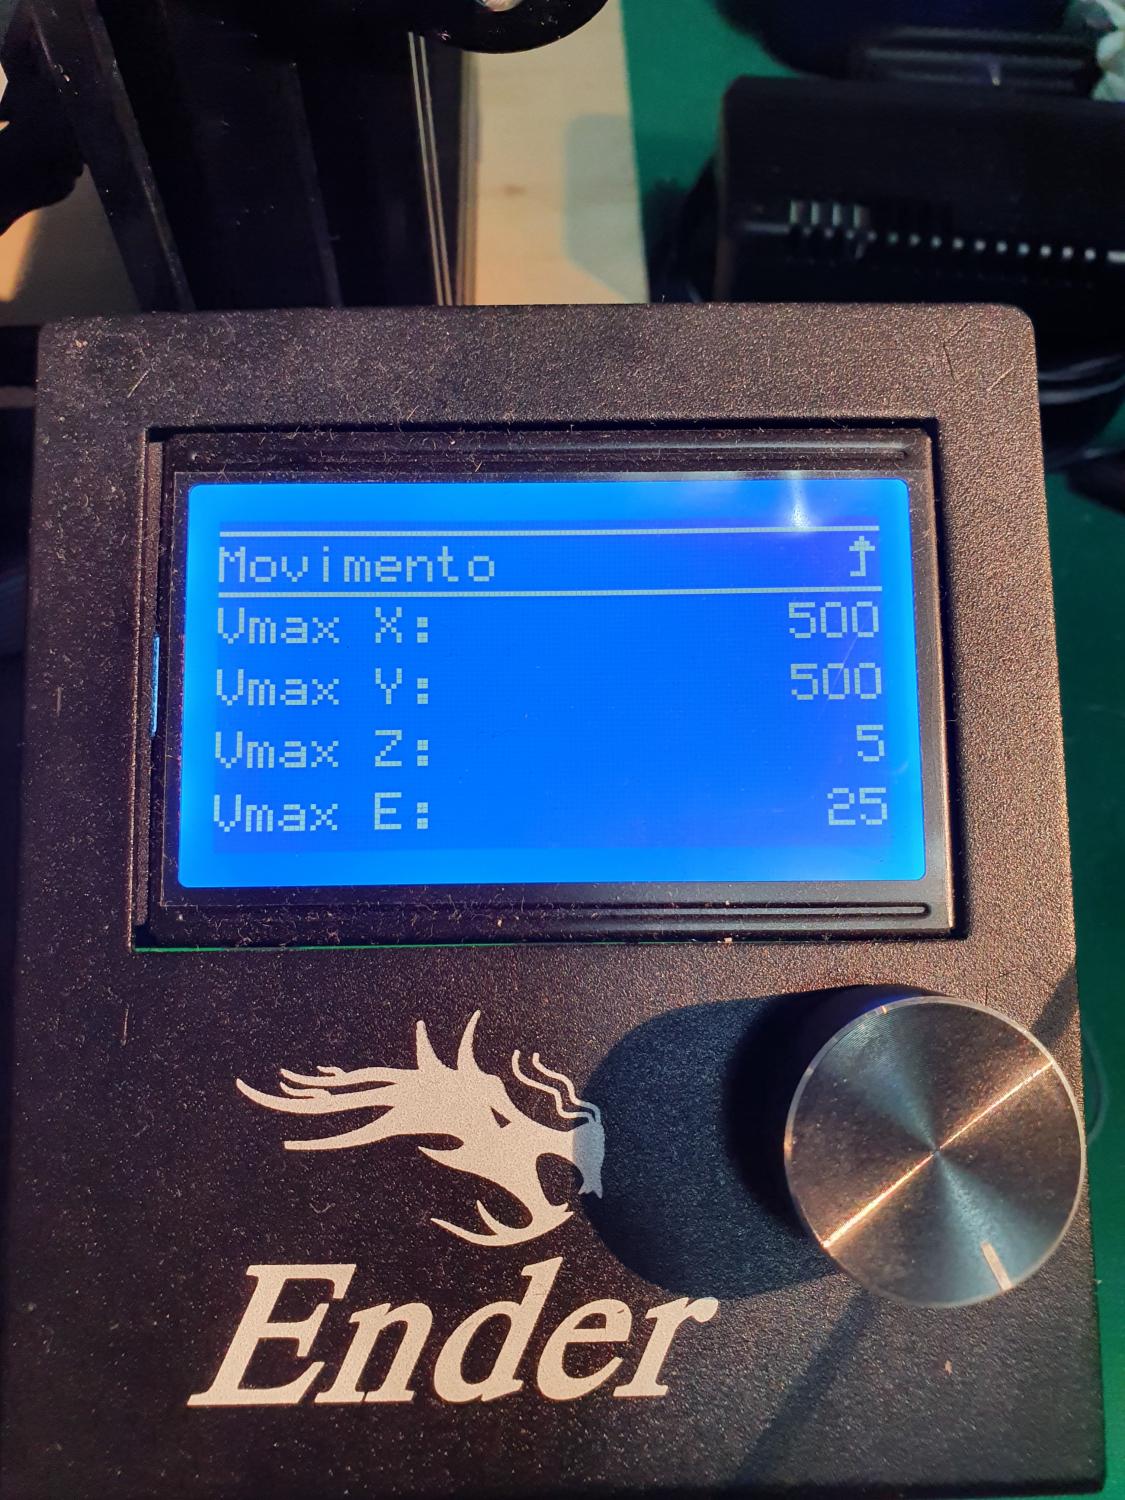 Movimento
Vmax X: 500
Vmax Y: 500
Vmax Z: 5
Vmax E: 25
Ender